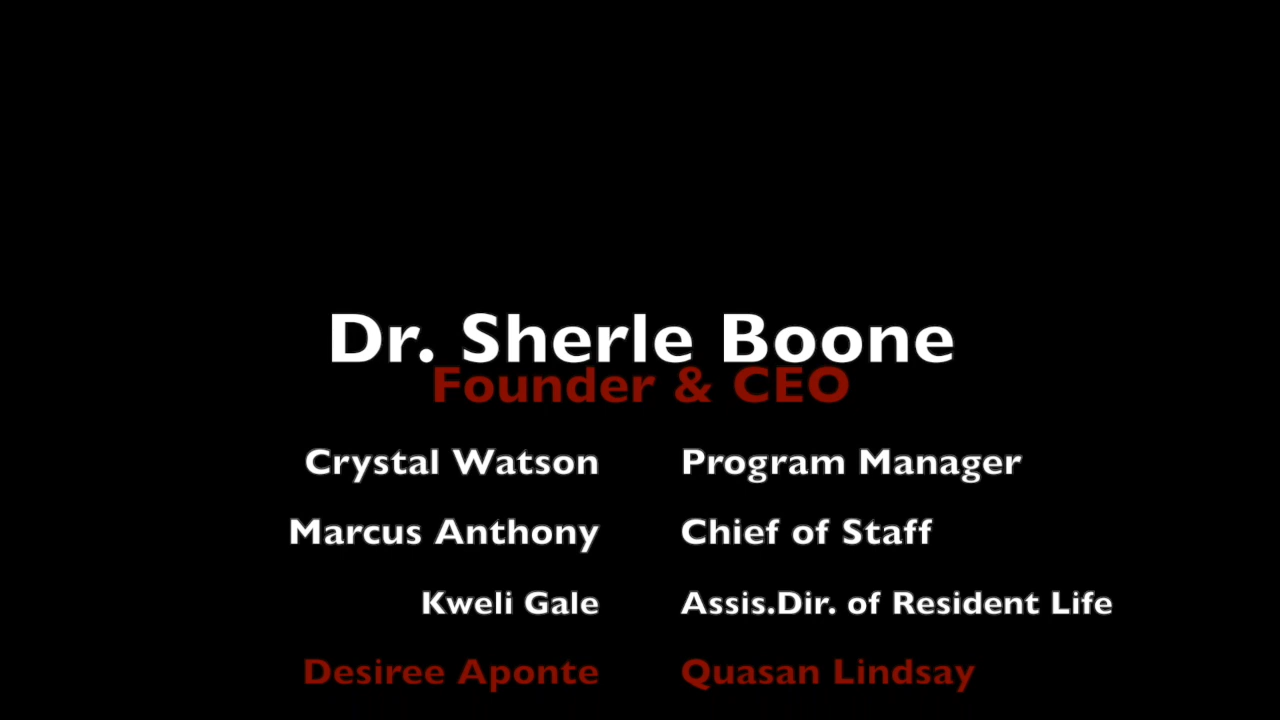 Dr. Sherle Boone
Founder & CEO
Crystal Watson Program Manager
Marcus Anthony Chief of Staff
Kweli Gale Assis.Dir. of Resident Life
Desiree Aponte Quasan Lindsay